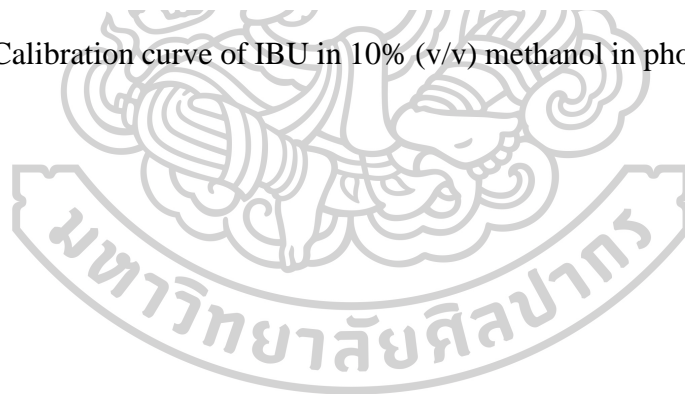 Calibration curve of IBU in 10% (v/v) methanol in pho
มหาวิทยาลัยศิลปากร